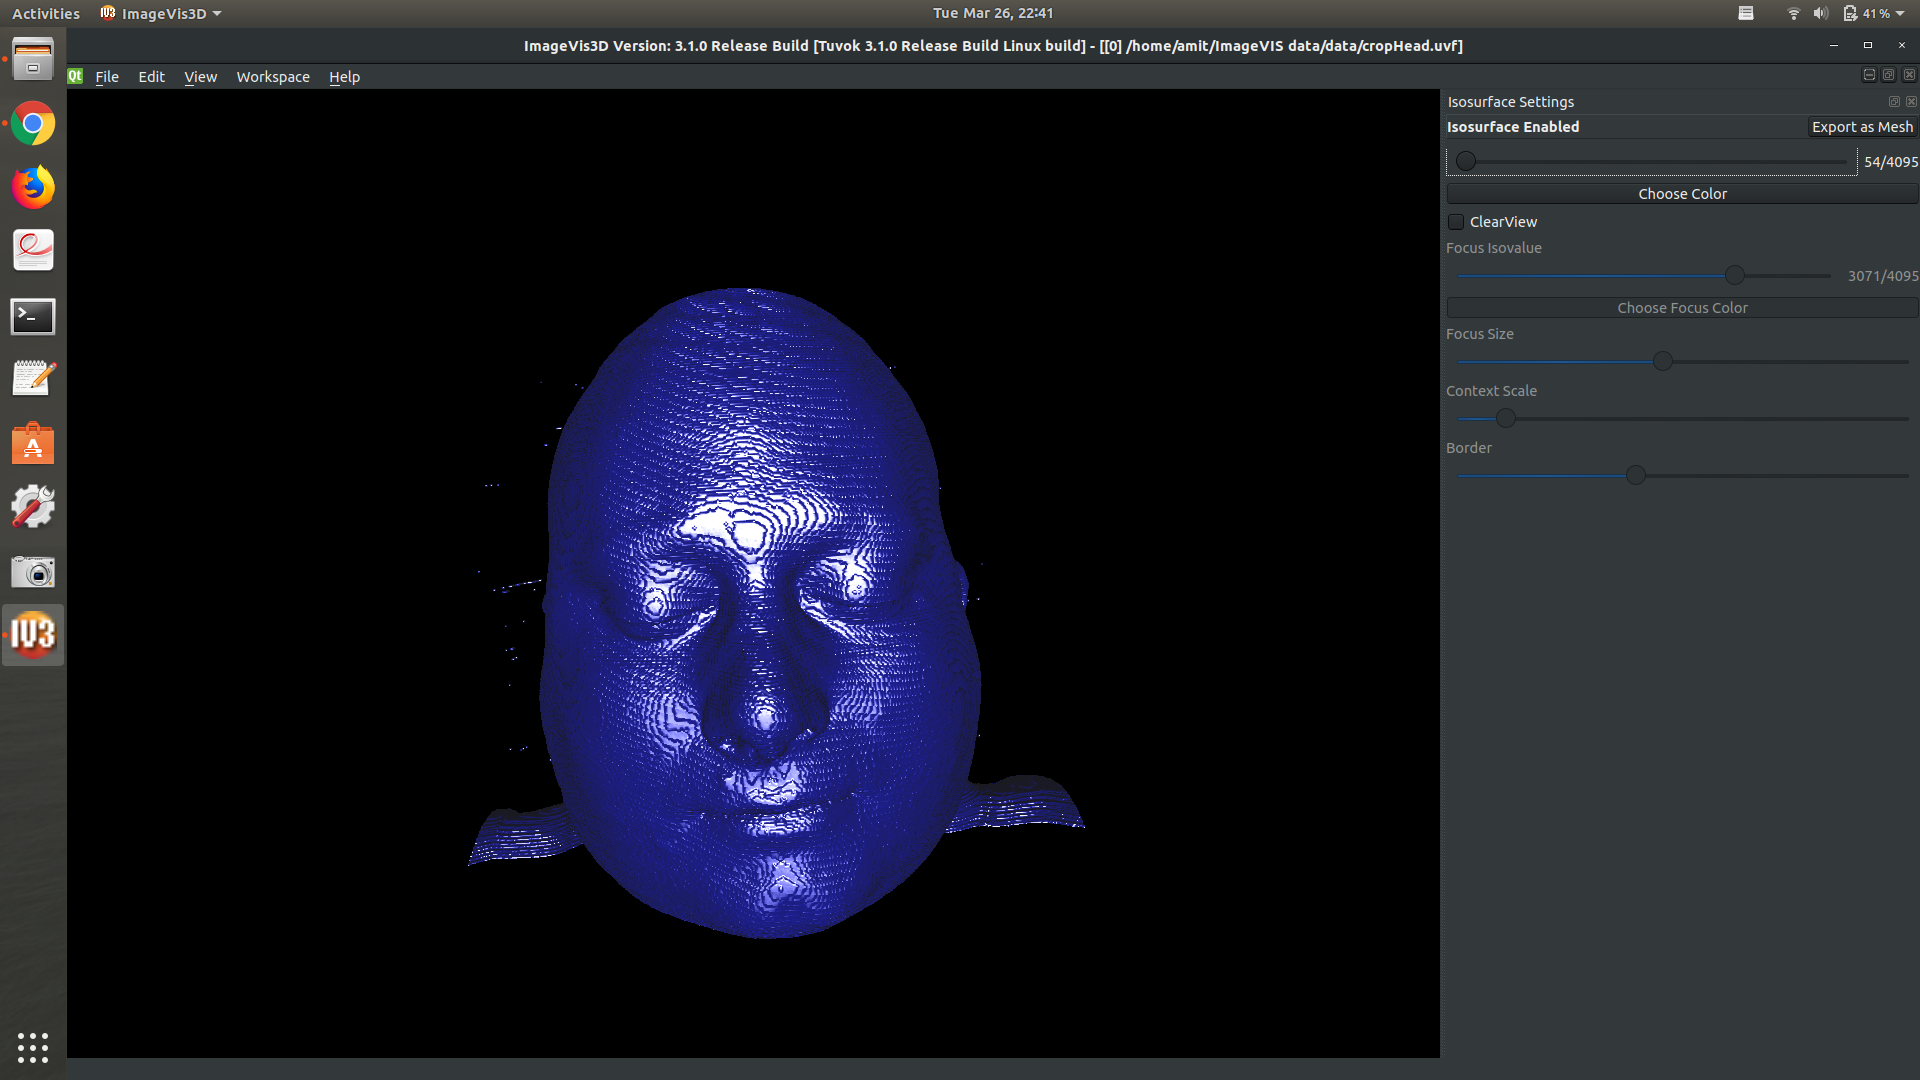 Activities ImageVis3D Tue Mar 26, 22:41 41 %
ImageVis3D Version: 3.1.0 Release Build [Tuvok 3.1.0 Release Build Linux build] - [[0] /home/amit/ImageVIS data/data/cropHead.uvf]
Qt File Edit View Workspace Help
Isosurface Settings
Isosurface Enabled Export as Mesh
54/4095
Choose Color
ClearView
Focus Isovalue
3071/4095
Choose Focus Color
Focus Size
Context Scale
Border
IV3